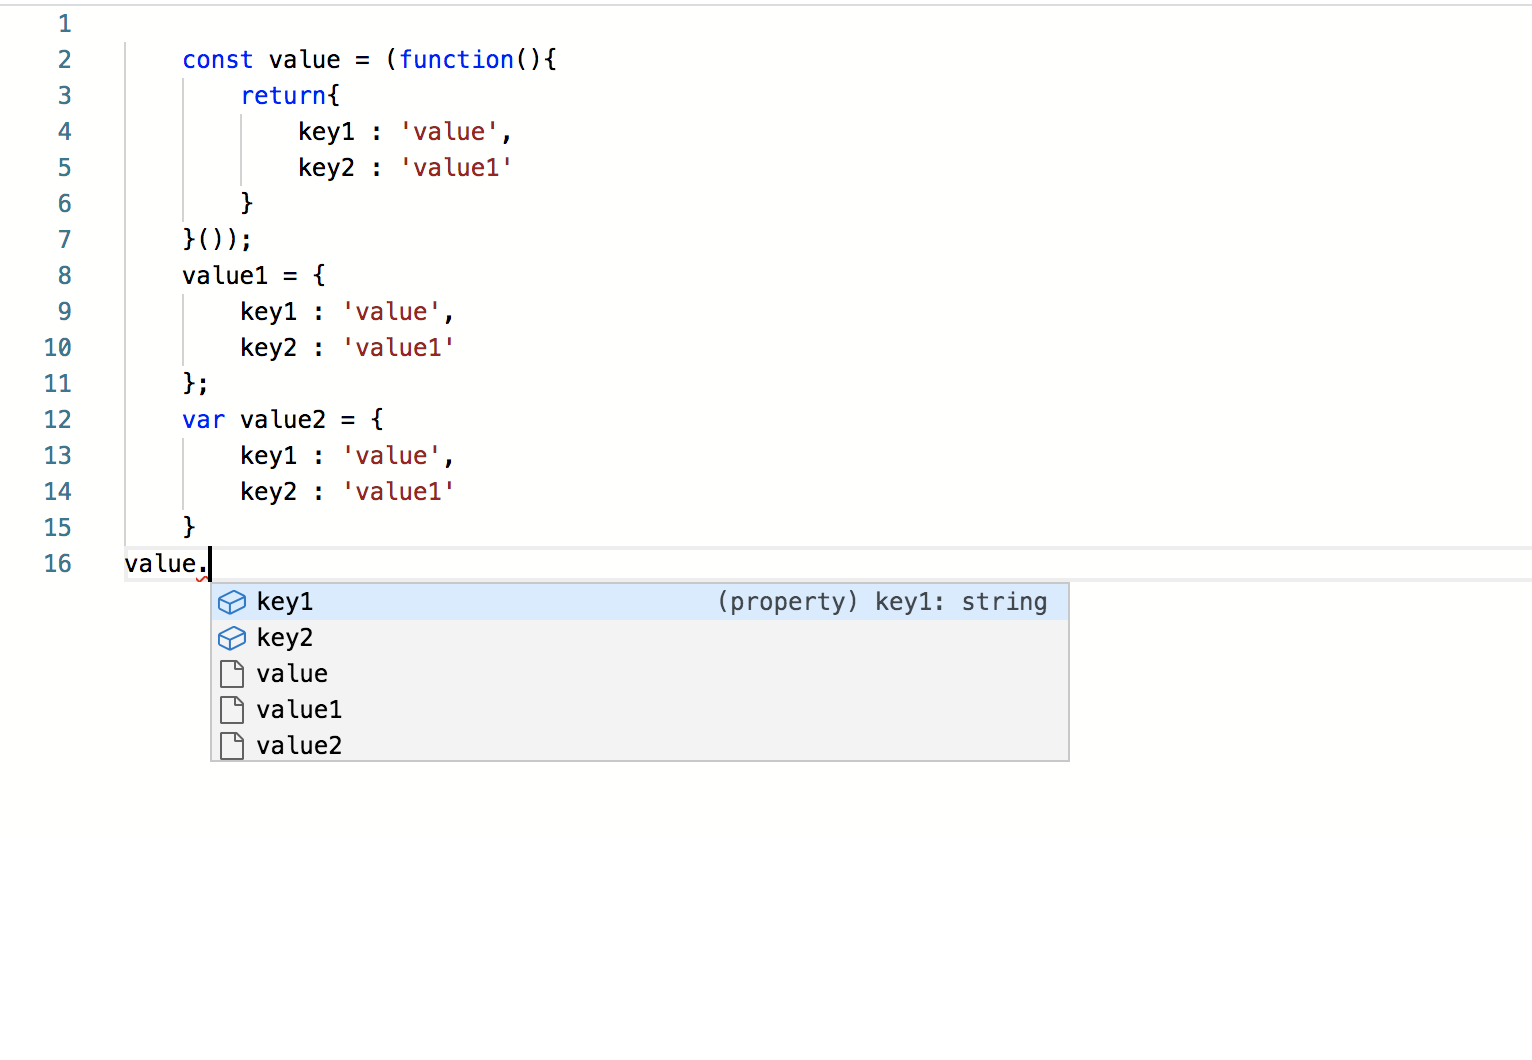 1
2 const value = (function(){
3 return{
4 key1 : 'value',
5 key2 : 'value1'
6 }
7 }());
8 value1 = {
9 key1 : 'value',
10 key2 : 'value1'
11 };
12 var value2 = {
13 key1 : 'value',
14 key2 : 'value1'
15 }
16 value.
key1 (property) key1: string
key2
value
value1
value2